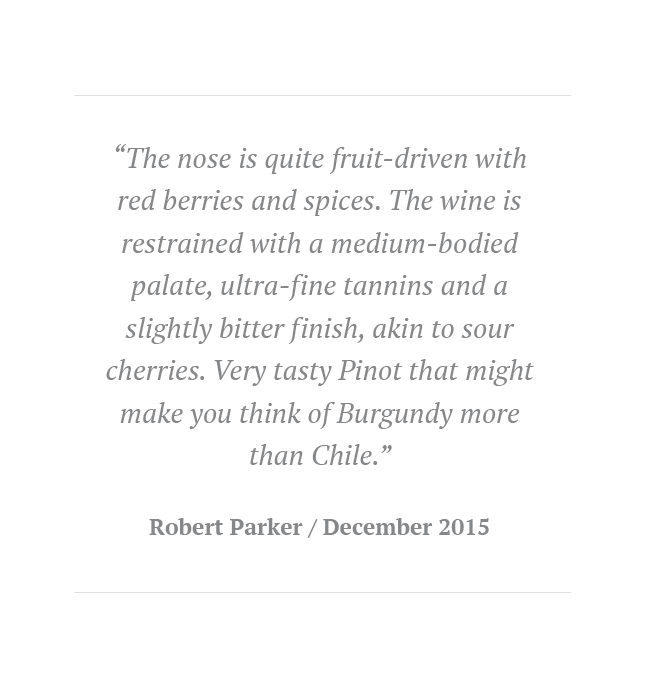 “The nose is quite fruit-driven with
red berries and spices. The wine is
restrained with a medium-bodied
palate, ultra-fine tannins and a
slightly bitter finish, akin to sour
cherries. Very tasty Pinot that might
make you think of Burgundy more
than Chile.”
Robert Parker / December 2015